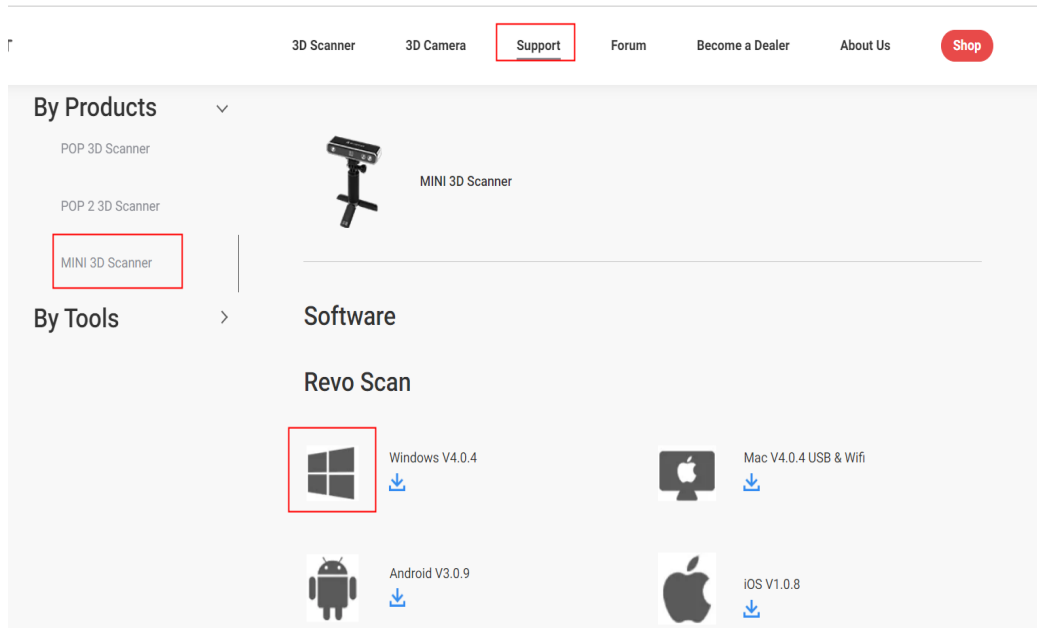 3D Scanner 3D Camera Support Forum Become a Dealer About Us Shop
By Products
POP 3D Scanner
POP 2 3D Scanner
MINI 3D Scanner
By Tools
MINI 3D Scanner
Software
Revo Scan
Windows V4.0.4
Mac V4.0.4 USB & Wifi
Android V3.0.9
iOS V1.0.8